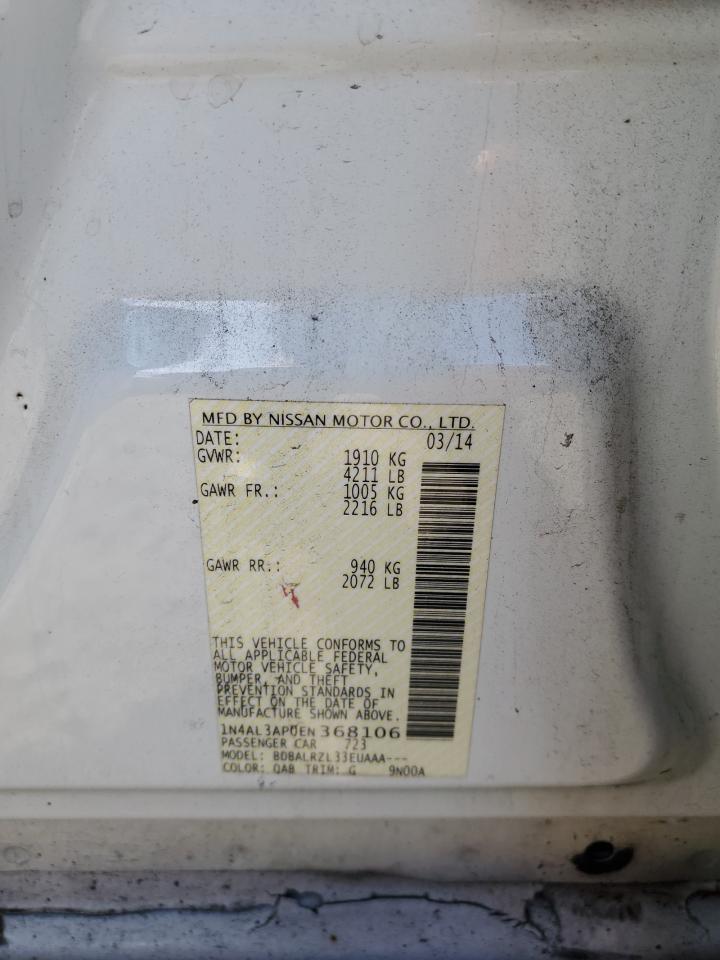 MFD BY NISSAN MOTOR CO., LTD.
DATE: 03/14
GVWR: 1910 KG
4211 LB
GAWR FR.: 1005 KG
2216 LB
GAWR RR.: 940 KG
2072 LB
THIS VEHICLE CONFORMS TO
ALL APPLICABLE FEDERAL
MOTOR VEHICLE SAFETY,
BUMPER, AND THEFT
PREVENTION STANDARDS IN
EFFECT ON THE DATE OF
MANUFACTURE SHOWN ABOVE.
1N4AL3AP0EN 368106
PASSENGER CAR 723
MODEL: BDBALRZL33EUAAA---
COLOR: QAB TRIM: G 9N00A